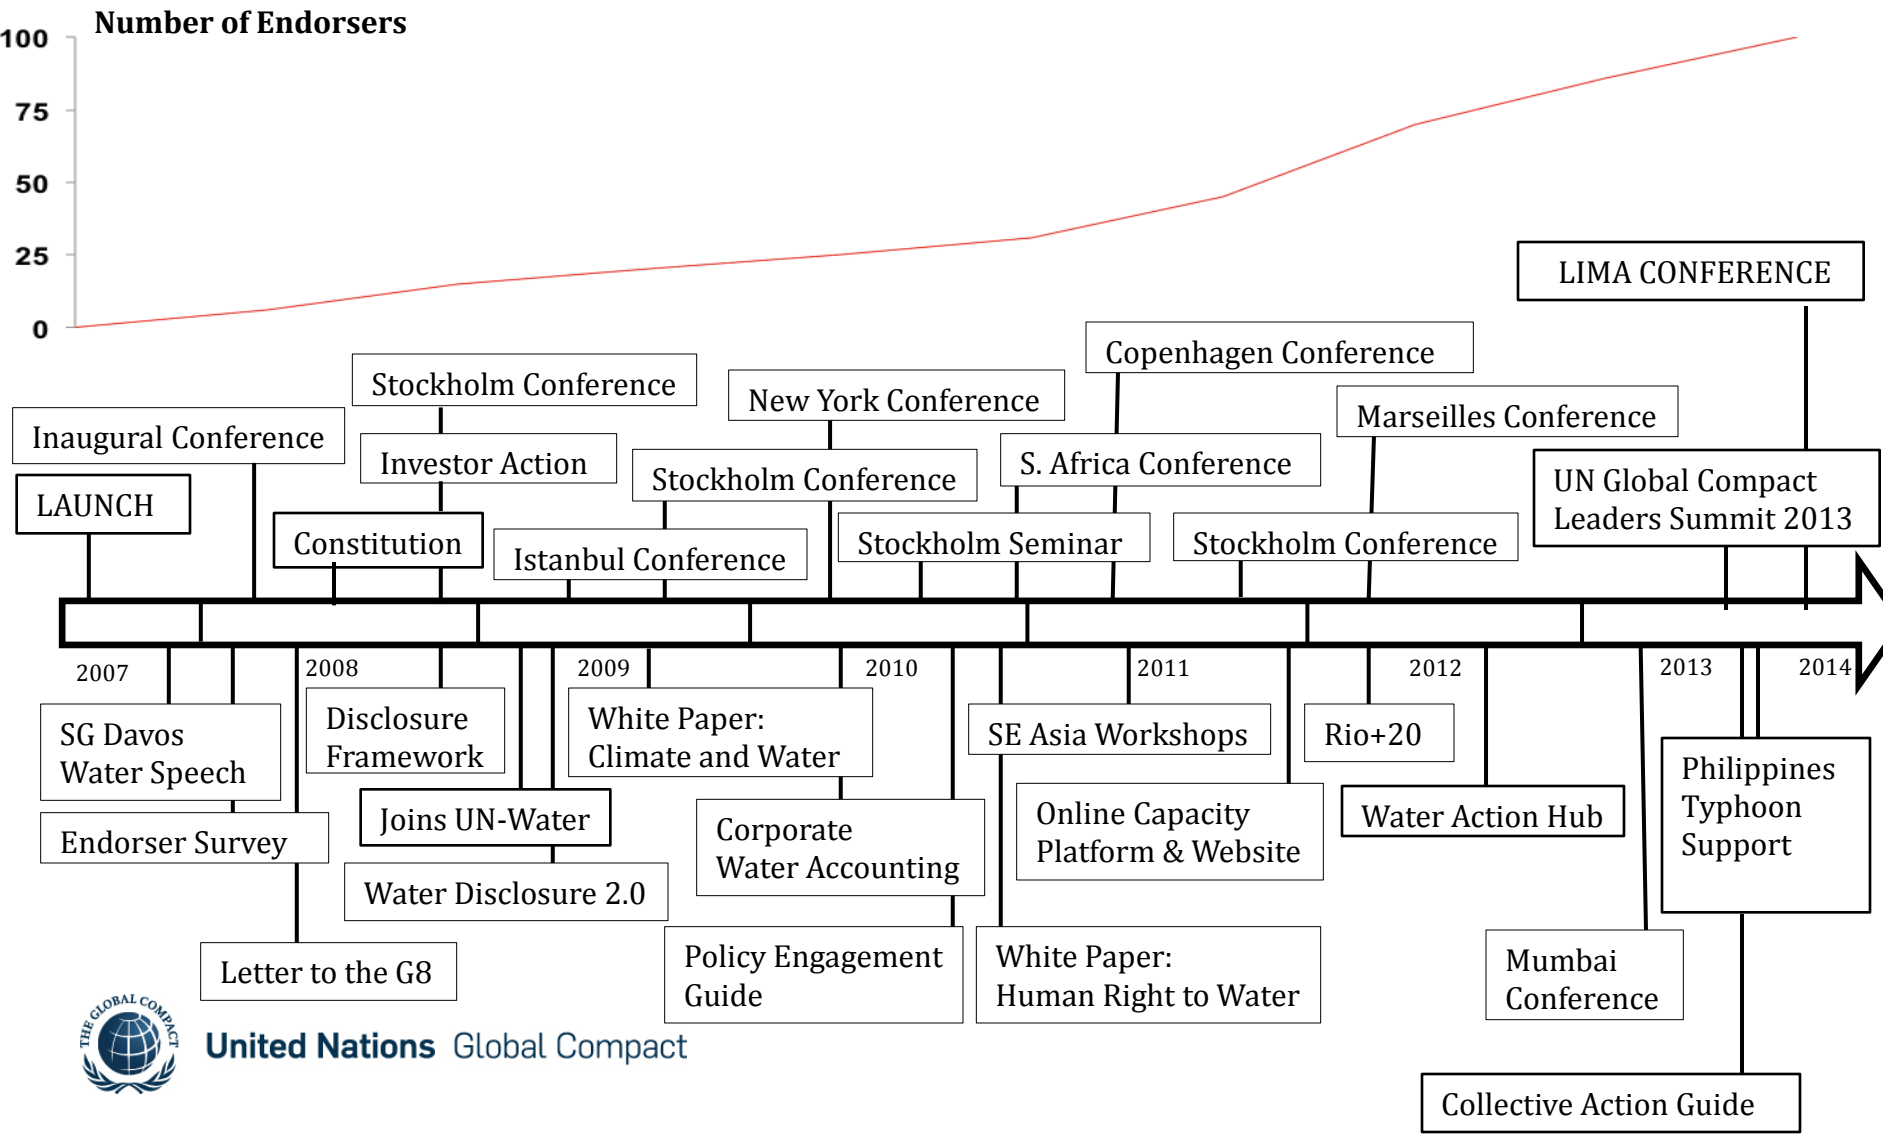 Number of Endorsers
100
75
50
25
0
LIMA CONFERENCE
Copenhagen Conference
Stockholm Conference
New York Conference
Marseilles Conference
Inaugural Conference
Investor Action
Stockholm Conference
S. Africa Conference
UN Global Compact
Leaders Summit 2013
LAUNCH
Constitution
Istanbul Conference
Stockholm Seminar
Stockholm Conference
2007
2008
2009
2010
2011
2012
2013
2014
SG Davos
Water Speech
Disclosure
Framework
White Paper:
Climate and Water
SE Asia Workshops
Rio+20
Philippines
Typhoon
Support
Endorser Survey
Joins UN-Water
Corporate
Water Accounting
Online Capacity
Platform & Website
Water Action Hub
Water Disclosure 2.0
Letter to the G8
Policy Engagement
Guide
White Paper:
Human Right to Water
Mumbai
Conference
THE GLOBAL COMPACT
United Nations Global Compact
Collective Action Guide